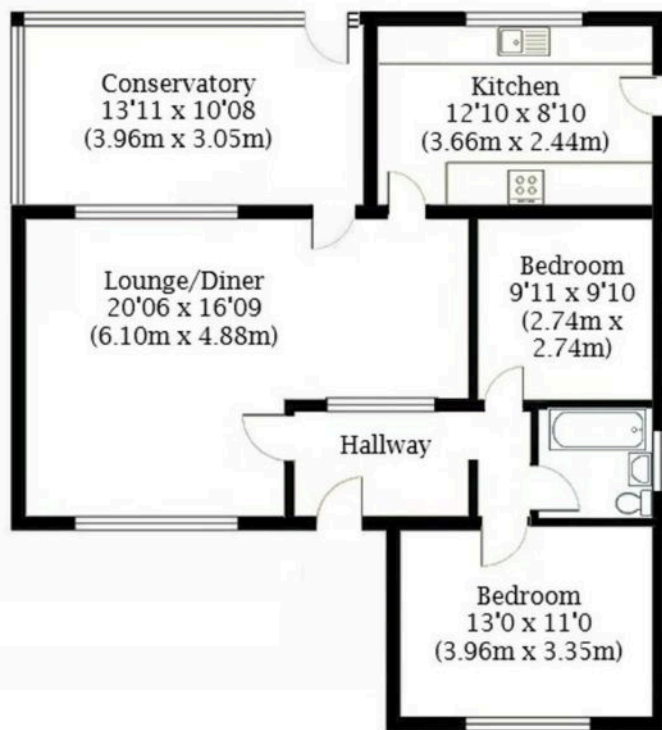 Conservatory
13'11 x 10'08
(3.96m x 3.05m)
Kitchen
12'10 x 8'10
(3.66m x 2.44m)
Lounge/Diner
20'06 x 16'09
(6.10m x 4.88m)
Bedroom
9'11 x 9'10
(2.74m x
2.74m)
Hallway
Bedroom
13'0 x 11'0
(3.96m x 3.35m)